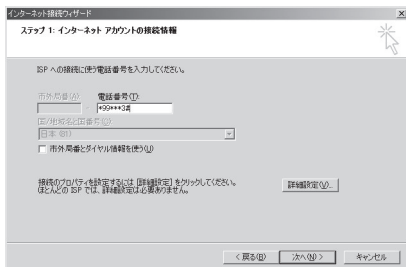 インターネット接続ウィザード
ステップ 1: インターネット アカウントの接続情報
ISP への接続に使う電話番号を入力してください。
市外局番(A): 電話番号(T):
*99***3#
国/地域名と国番号(C):
日本 (81)
市外局番とダイヤル情報を使う(U)
接続のプロパティを設定するには [詳細設定] をクリックしてください。
ほとんどの ISP では、詳細設定は必要ありません。
詳細設定(V)...
< 戻る(B) 次へ(N) > キャンセル